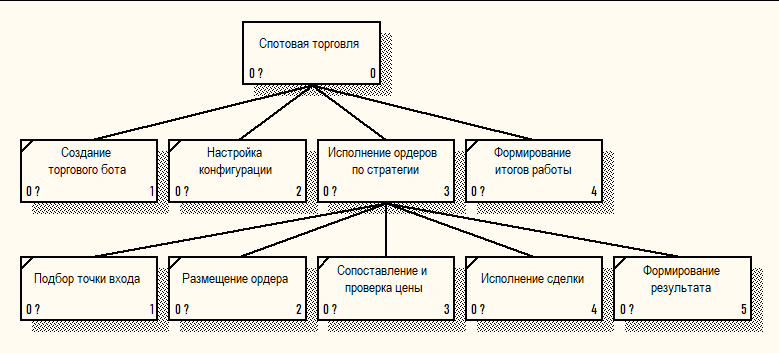 Спотовая торговля
0 ? 0
Создание
торгового бота
0 ? 1
Настройка
конфигурации
0 ? 2
Исполнение ордеров
по стратегии
0 ? 3
Формирование
итогов работы
0 ? 4
Подбор точки входа
0 ? 1
Размещение ордера
0 ? 2
Сопоставление и
проверка цены
0 ? 3
Исполнение сделки
0 ? 4
Формирование
результата
0 ? 5